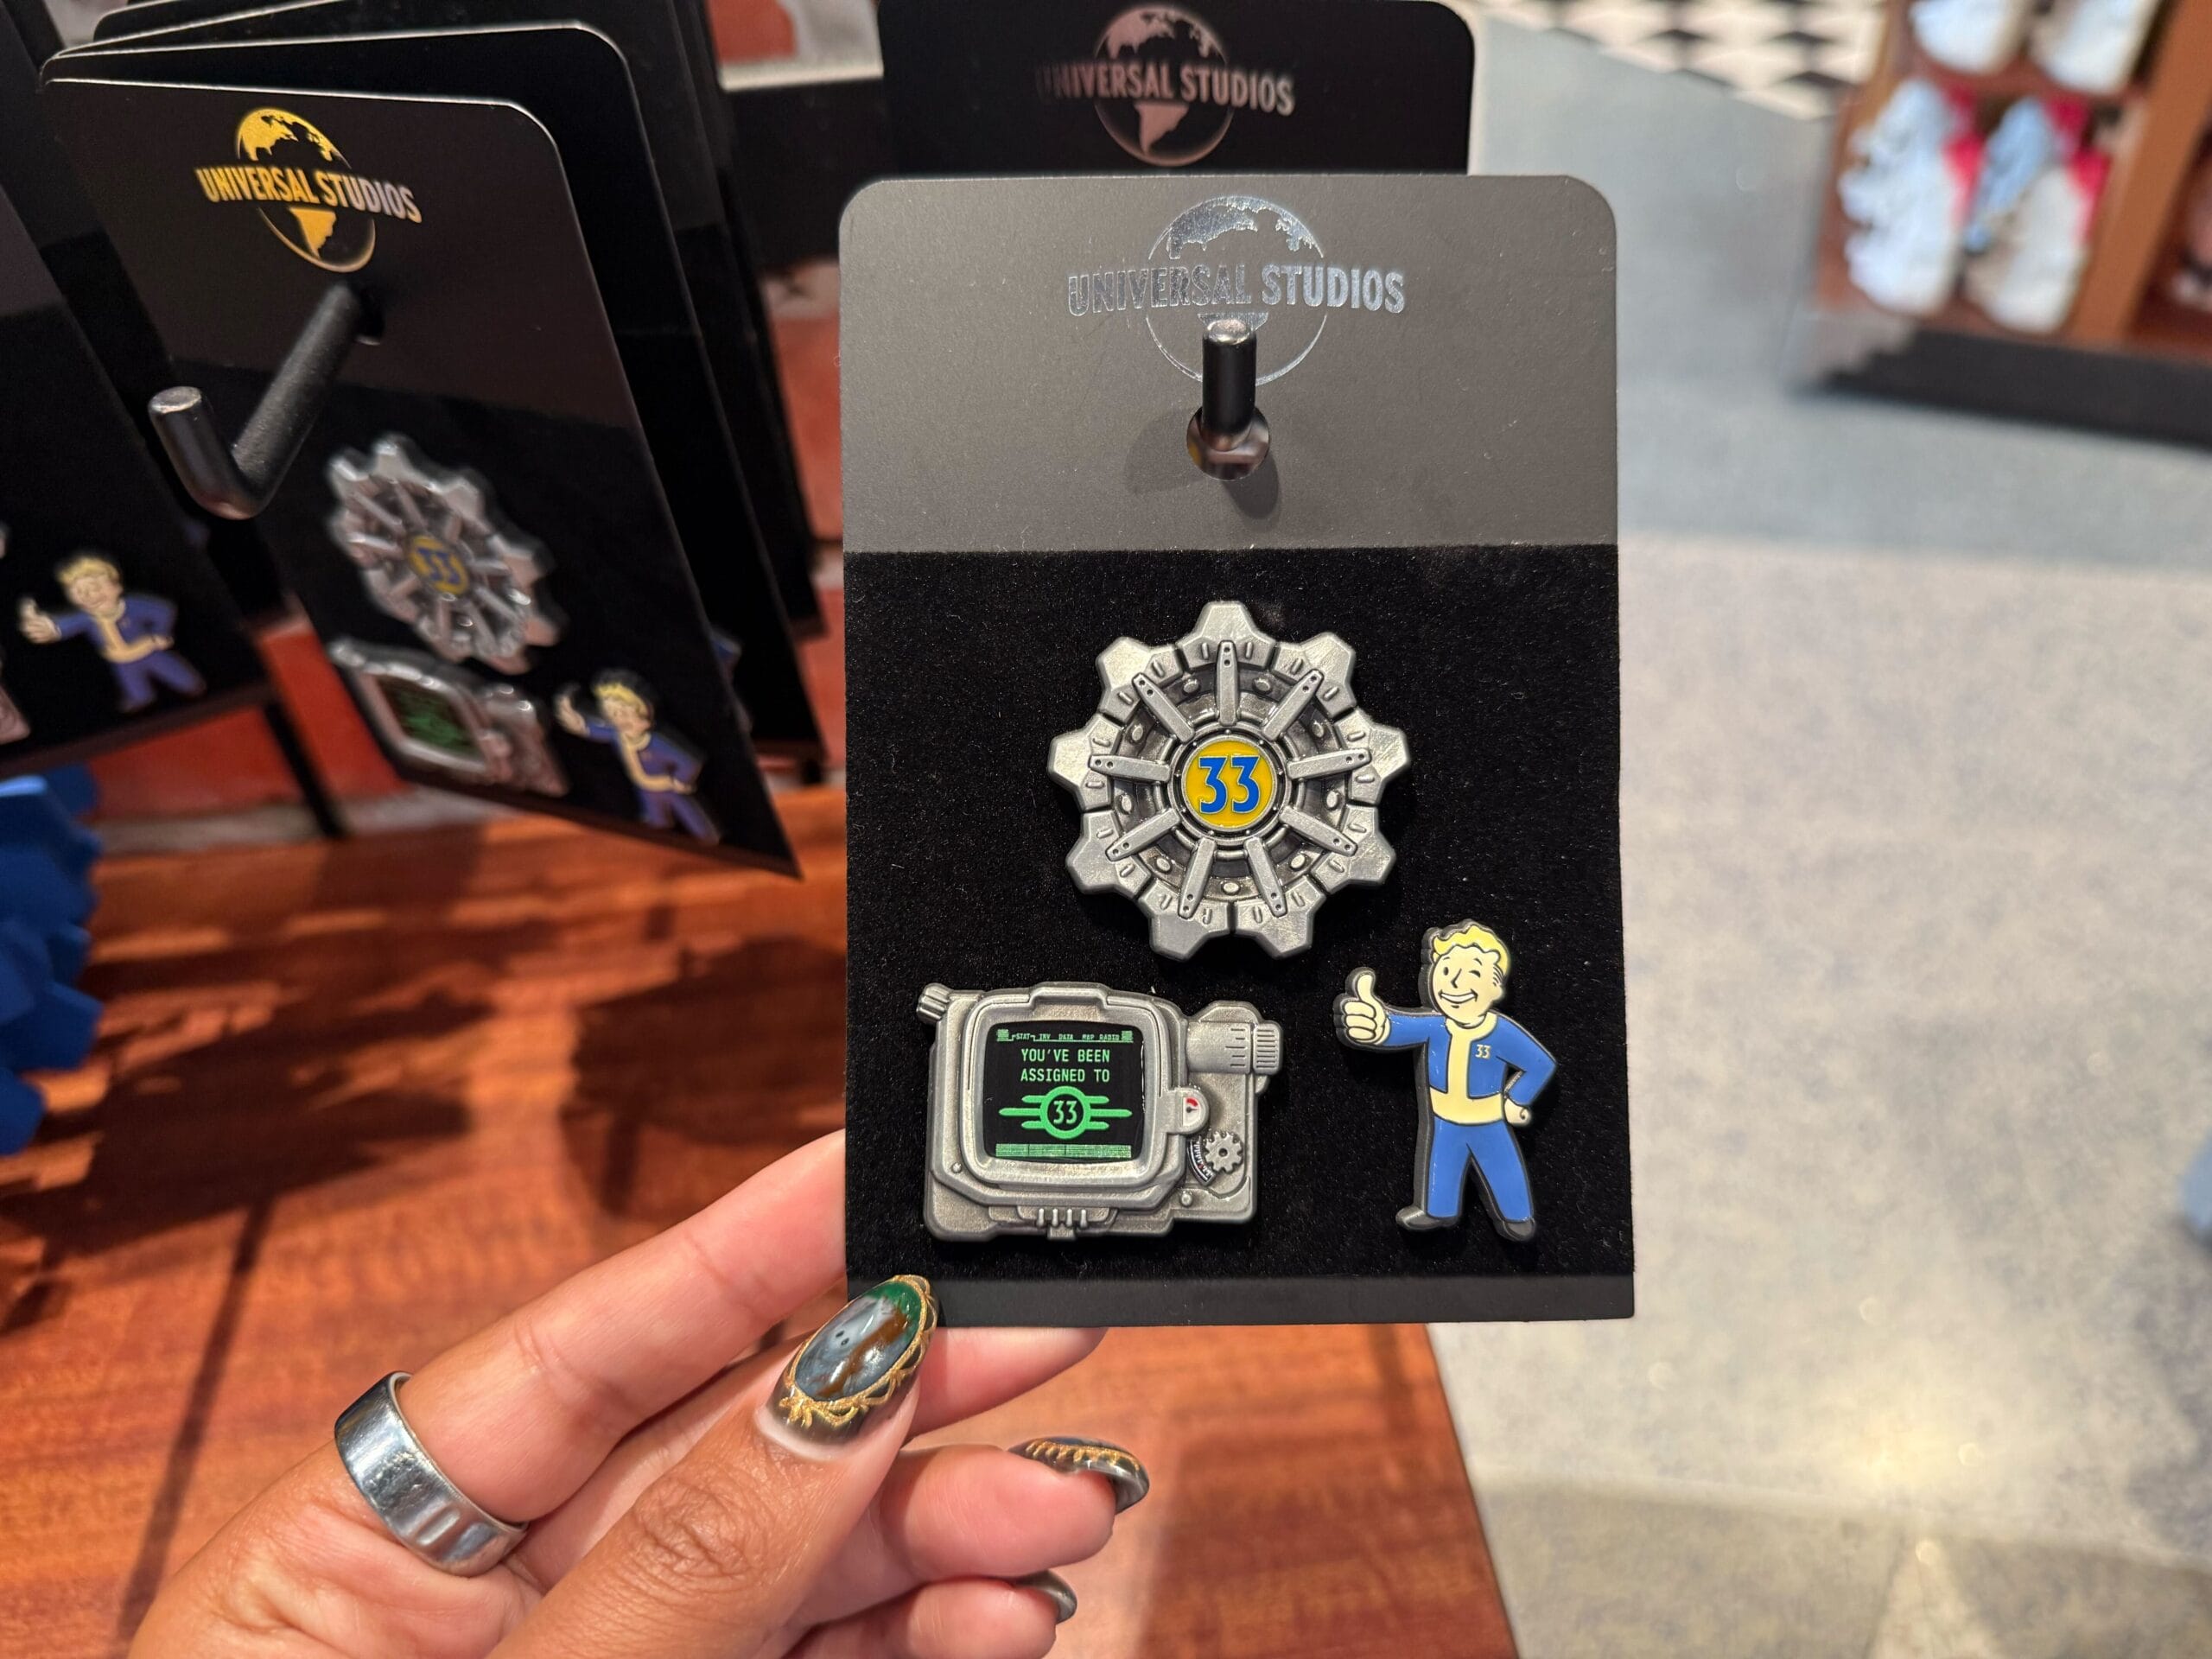 UNIVERSAL STUDIOS
UNIVERSAL STUDIOS
UNIVERSAL STUDIOS
33
33
STAT INV DATA MAP RADIO
YOU'VE BEEN
ASSIGNED TO
33
33